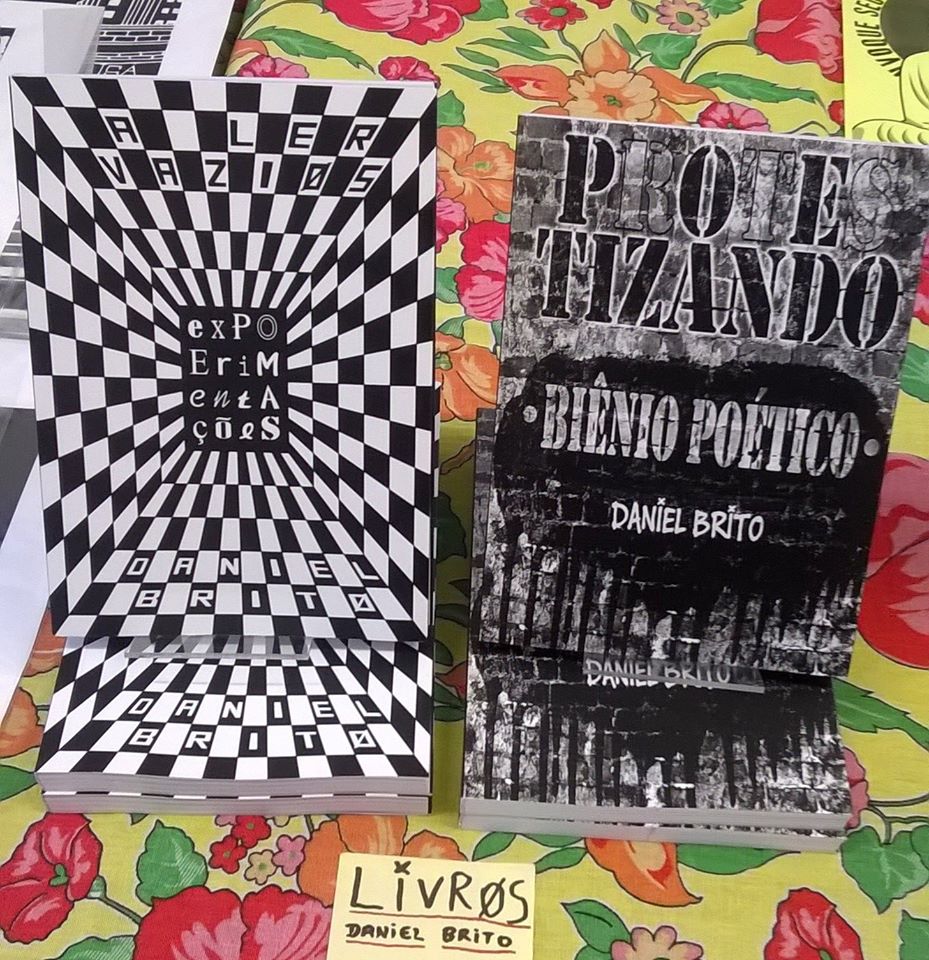 A LER
VAZIØS
exPO
EriM
entA
çõeS
DANIEL
BRITØ
DANIEL
BRITØ
PROTES
TIZANDO
BIÊNIO POÉTICO
DANIEL BRITO
DANIEL BRITO
LiVRØS
DANiEL BRiTO